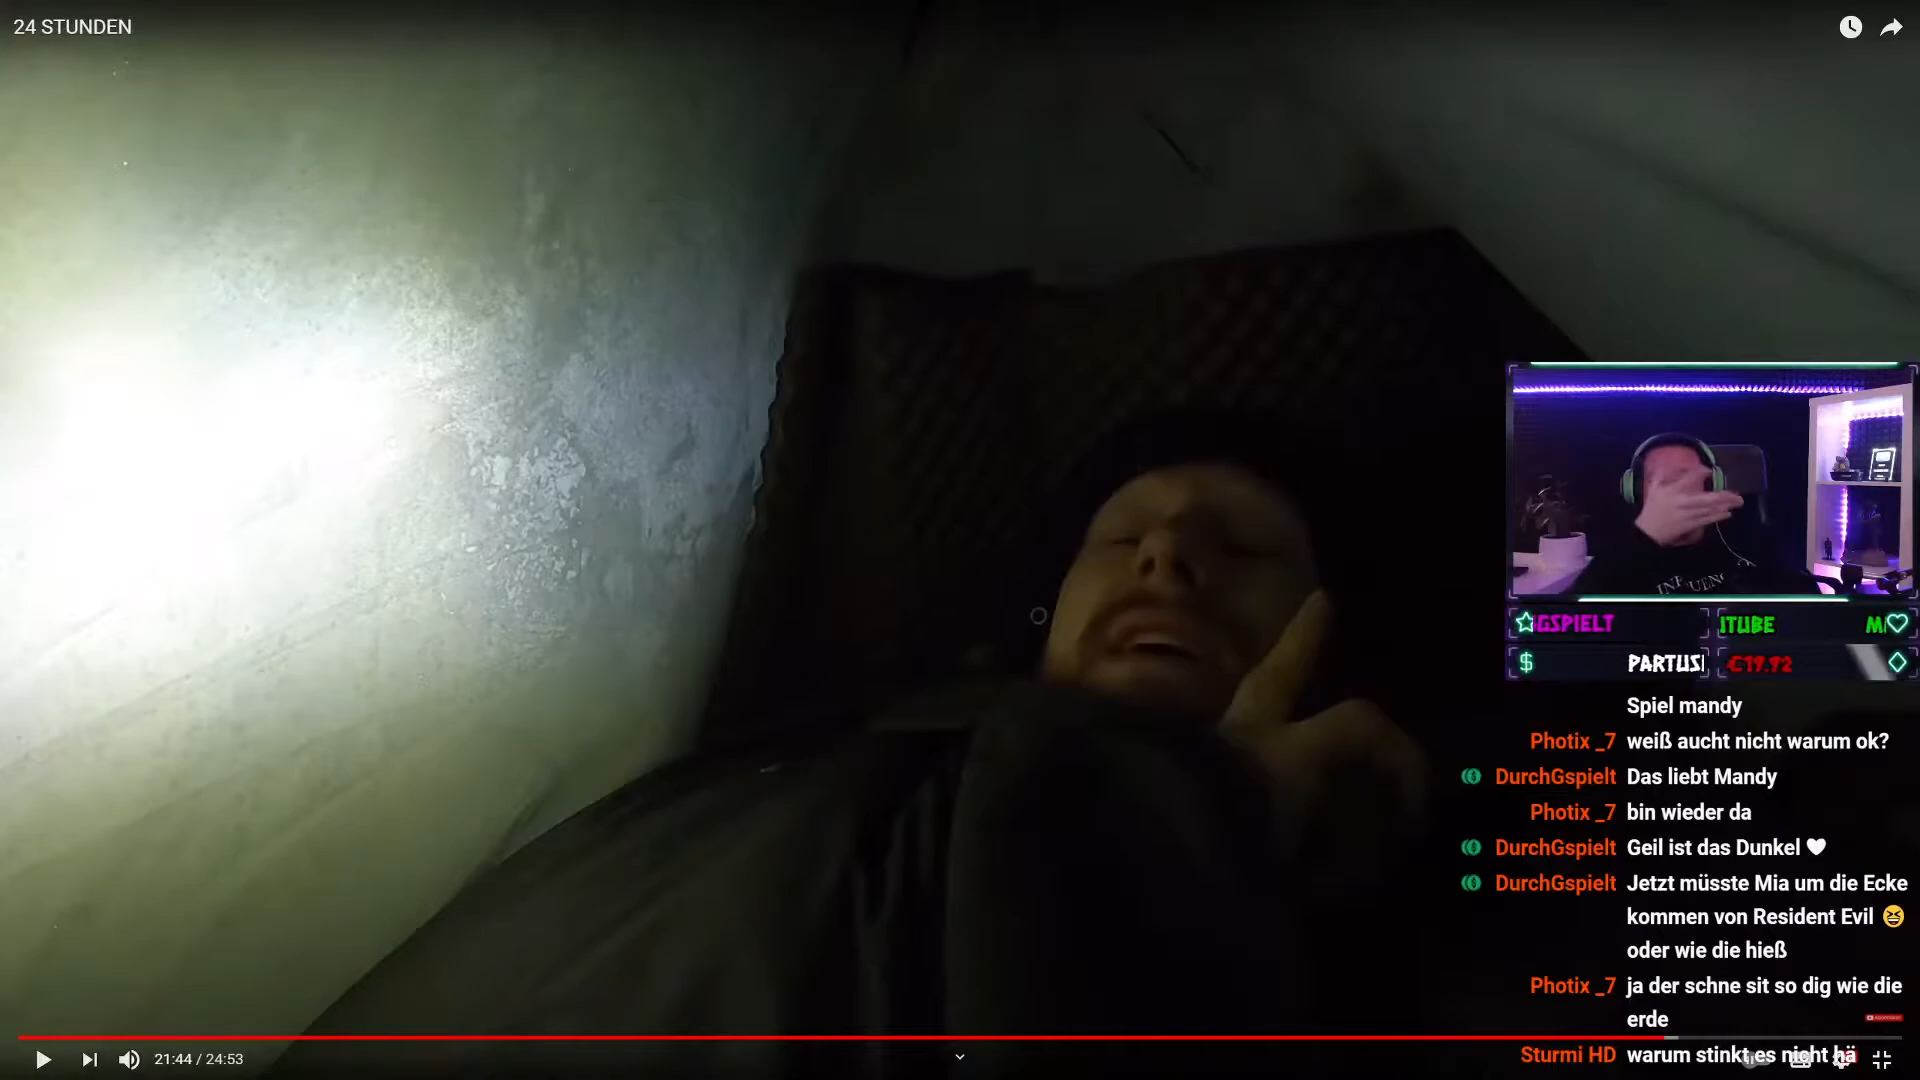 24 STUNDEN
GSPIELT
ITUBE
PARTUS
€19.92
Spiel mandy
Photix _7 weiß aucht nicht warum ok?
DurchGspielt Das liebt Mandy
Photix _7 bin wieder da
DurchGspielt Geil ist das Dunkel 🤍
DurchGspielt Jetzt müsste Mia um die Ecke
kommen von Resident Evil 😆
oder wie die hieß
Photix _7 ja der schne sit so dig wie die
erde
21:44 / 24:53
Sturmi HD warum stinkt es nicht hä